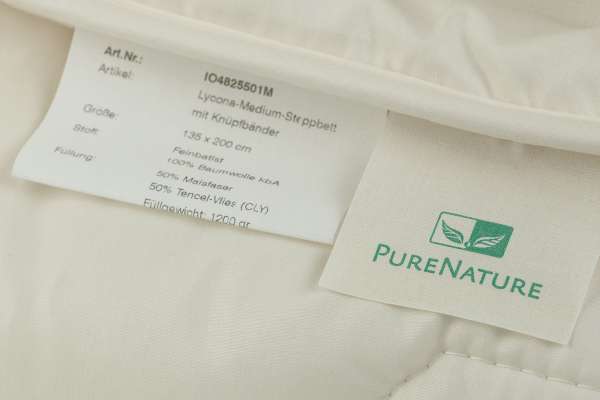 Art.Nr.: IO4825501M
Artikel: Lycona-Medium-Steppbett
mit Knüpfbänder
Größe: 135 x 200 cm
Stoff: Feinbatist
100% Baumwolle kbA
Füllung: 50% Maisfaser
50% Tencel-Vlies (CLY)
Füllgewicht: 1200 gr
PURENATURE